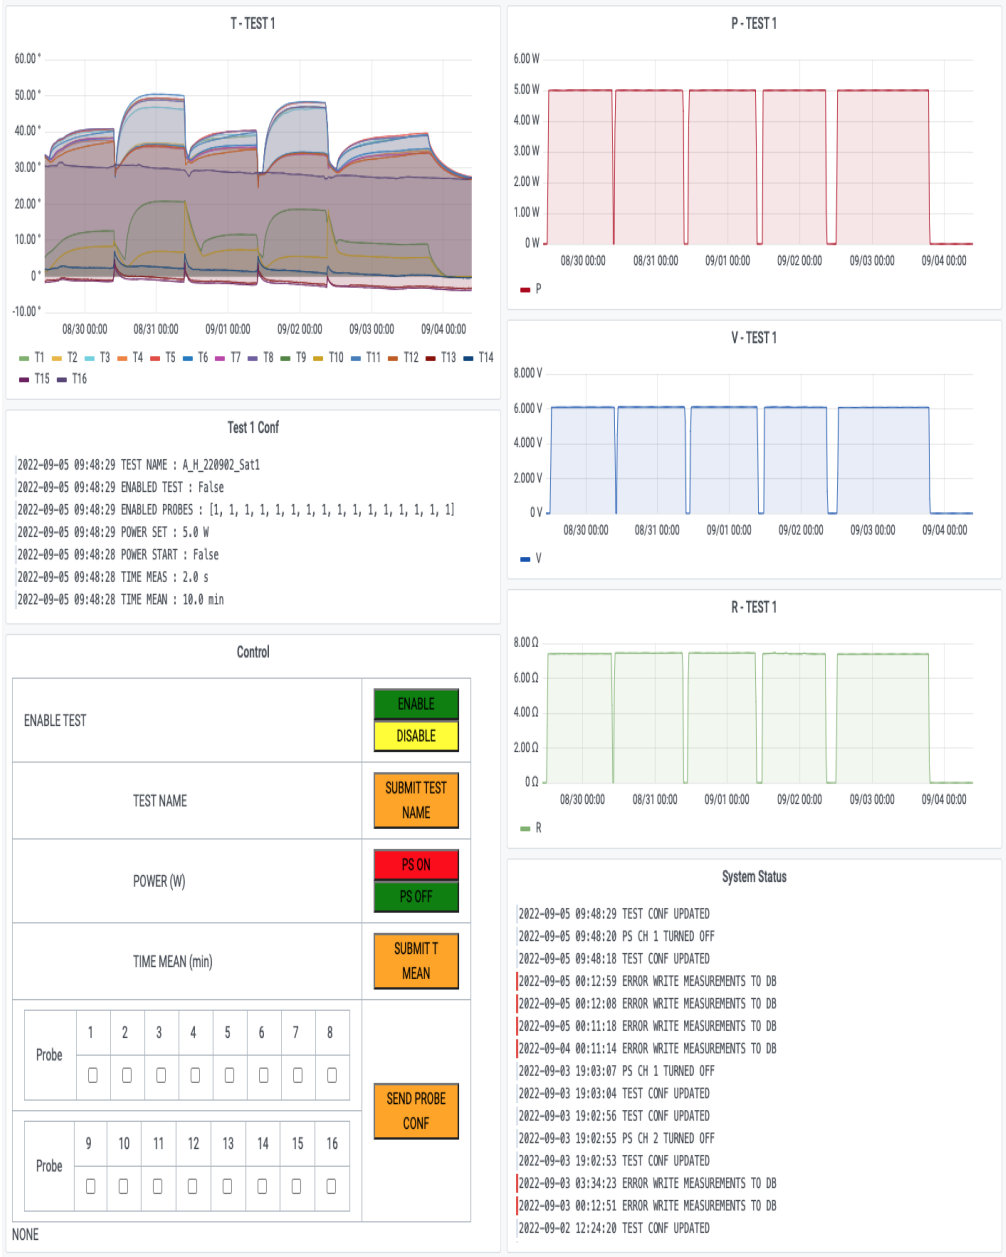 T - TEST 1
60.00 °
50.00 °
40.00 °
30.00 °
20.00 °
10.00 °
0 °
-10.00 °
08/30 00:00 08/31 00:00 09/01 00:00 09/02 00:00 09/03 00:00 09/04 00:00
T1 T2 T3 T4 T5 T6 T7 T8 T9 T10 T11 T12 T13 T14
T15 T16
Test 1 Conf
2022-09-05 09:48:29 TEST NAME : A_H_220902_Sat1
2022-09-05 09:48:29 ENABLED TEST : False
2022-09-05 09:48:29 ENABLED PROBES : [1, 1, 1, 1, 1, 1, 1, 1, 1, 1, 1, 1, 1, 1, 1, 1]
2022-09-05 09:48:29 POWER SET : 5.0 W
2022-09-05 09:48:28 POWER START : False
2022-09-05 09:48:28 TIME MEAS : 2.0 s
2022-09-05 09:48:28 TIME MEAN : 10.0 min
Control
ENABLE TEST
ENABLE
DISABLE
TEST NAME
SUBMIT TEST
NAME
POWER (W)
PS ON
PS OFF
TIME MEAN (min)
SUBMIT T
MEAN
Probe
1 2 3 4 5 6 7 8
Probe
9 10 11 12 13 14 15 16
SEND PROBE
CONF
NONE
P - TEST 1
6.00 W
5.00 W
4.00 W
3.00 W
2.00 W
1.00 W
0 W
08/30 00:00 08/31 00:00 09/01 00:00 09/02 00:00 09/03 00:00 09/04 00:00
P
V - TEST 1
8.000 V
6.000 V
4.000 V
2.000 V
0 V
08/30 00:00 08/31 00:00 09/01 00:00 09/02 00:00 09/03 00:00 09/04 00:00
V
R - TEST 1
8.00 Ω
6.00 Ω
4.00 Ω
2.00 Ω
0 Ω
08/30 00:00 08/31 00:00 09/01 00:00 09/02 00:00 09/03 00:00 09/04 00:00
R
System Status
2022-09-05 09:48:29 TEST CONF UPDATED
2022-09-05 09:48:20 PS CH 1 TURNED OFF
2022-09-05 09:48:18 TEST CONF UPDATED
2022-09-05 00:12:59 ERROR WRITE MEASUREMENTS TO DB
2022-09-05 00:12:08 ERROR WRITE MEASUREMENTS TO DB
2022-09-05 00:11:18 ERROR WRITE MEASUREMENTS TO DB
2022-09-04 00:11:14 ERROR WRITE MEASUREMENTS TO DB
2022-09-03 19:03:07 PS CH 1 TURNED OFF
2022-09-03 19:03:04 TEST CONF UPDATED
2022-09-03 19:02:56 TEST CONF UPDATED
2022-09-03 19:02:55 PS CH 2 TURNED OFF
2022-09-03 19:02:53 TEST CONF UPDATED
2022-09-03 03:34:23 ERROR WRITE MEASUREMENTS TO DB
2022-09-03 00:12:51 ERROR WRITE MEASUREMENTS TO DB
2022-09-02 12:24:20 TEST CONF UPDATED